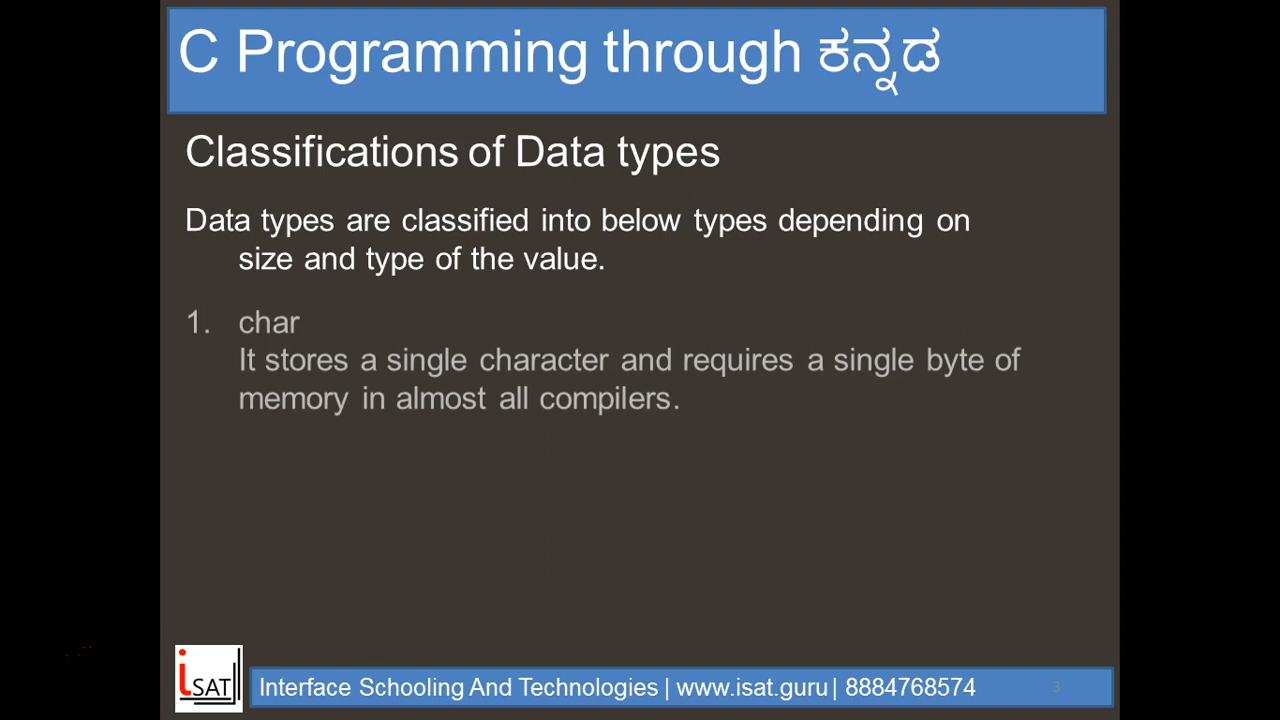 C Programming through ಕನ್ನಡ
Classifications of Data types
Data types are classified into below types depending on
size and type of the value.
1. char
It stores a single character and requires a single byte of
memory in almost all compilers.
iSAT
Interface Schooling And Technologies | www.isat.guru | 8884768574
3